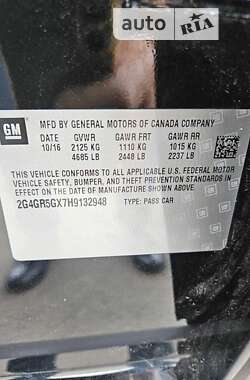 auto RIA
GM
MFD BY GENERAL MOTORS OF CANADA COMPANY
DATE GVWR GAWR FRT GAWR RR
10/16 2125 KG 1110 KG 1015 KG
4685 LB 2448 LB 2237 LB
THIS VEHICLE CONFORMS TO ALL APPLICABLE U.S. FEDERAL MOTOR
VEHICLE SAFETY, BUMPER, AND THEFT PREVENTION STANDARDS IN
EFFECT ON THE DATE OF MANUFACTURE SHOWN ABOVE.
2G4GR5GX7H9132948 TYPE: PASS CAR